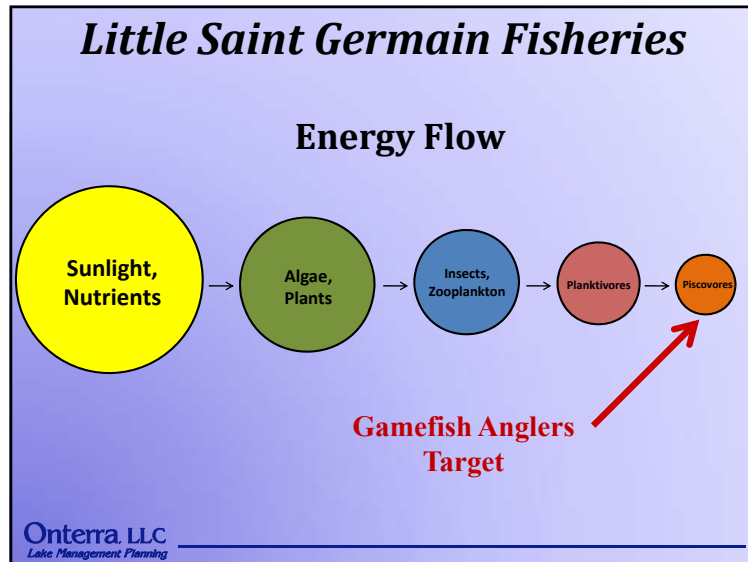 Little Saint Germain Fisheries
Energy Flow
Sunlight,
Nutrients
Algae,
Plants
Insects,
Zooplankton
Planktivores
Piscovores
Gamefish Anglers
Target
Onterra, LLC
Lake Management Planning